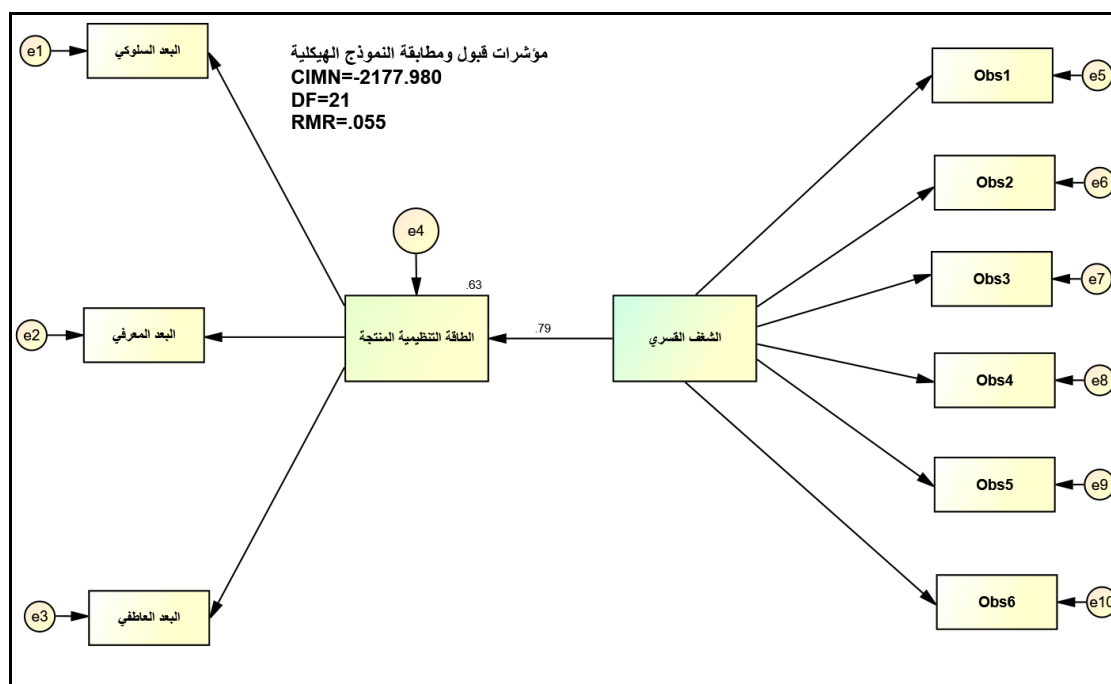 مؤشرات قبول ومطابقة النموذج الهيكلية
CIMN=-2177.980
DF=21
RMR=.055
e1
البعد السلوكي
e2
البعد المعرفي
e3
البعد العاطفي
e4
.63
الطاقة التنظيمية المنتجة
.79
الشغف القسري
Obs1
e5
Obs2
e6
Obs3
e7
Obs4
e8
Obs5
e9
Obs6
e10